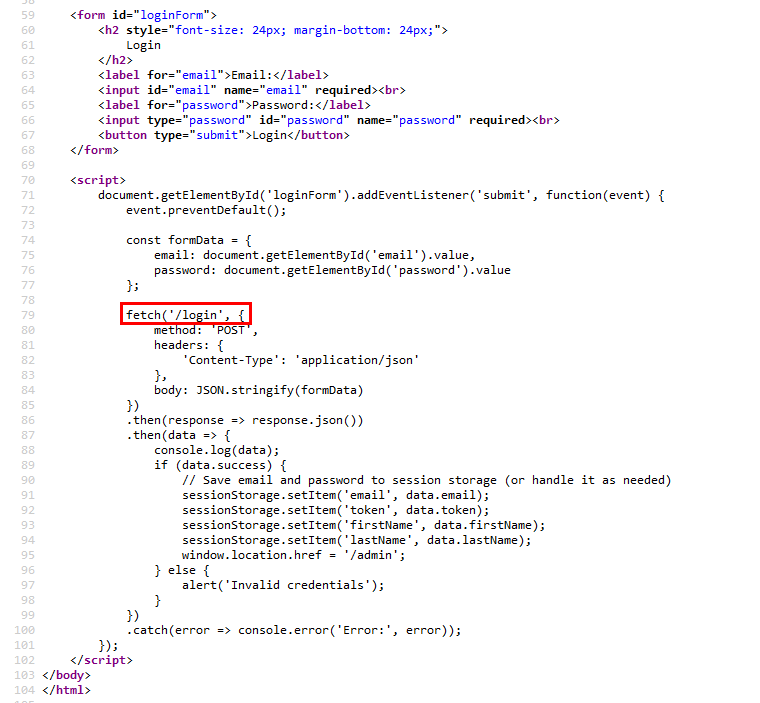 59 <form id="loginForm">
60 <h2 style="font-size: 24px; margin-bottom: 24px;">
61 Login
62 </h2>
63 <label for="email">Email:</label>
64 <input id="email" name="email" required><br>
65 <label for="password">Password:</label>
66 <input type="password" id="password" name="password" required><br>
67 <button type="submit">Login</button>
68 </form>
69
70 <script>
71 document.getElementById('loginForm').addEventListener('submit', function(event) {
72 event.preventDefault();
73
74 const formData = {
75 email: document.getElementById('email').value,
76 password: document.getElementById('password').value
77 };
78
79 fetch('/login', {
80 method: 'POST',
81 headers: {
82 'Content-Type': 'application/json'
83 },
84 body: JSON.stringify(formData)
85 })
86 .then(response => response.json())
87 .then(data => {
88 console.log(data);
89 if (data.success) {
90 // Save email and password to session storage (or handle it as needed)
91 sessionStorage.setItem('email', data.email);
92 sessionStorage.setItem('token', data.token);
93 sessionStorage.setItem('firstName', data.firstName);
94 sessionStorage.setItem('lastName', data.lastName);
95 window.location.href = '/admin';
96 } else {
97 alert('Invalid credentials');
98 }
99 })
100 .catch(error => console.error('Error:', error));
101 });
102 </script>
103 </body>
104 </html>